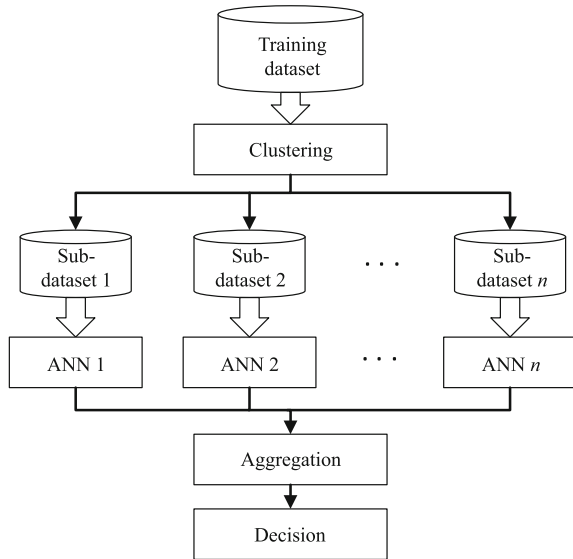 Training
dataset
Clustering
Sub-
dataset 1
Sub-
dataset 2
. . .
Sub-
dataset n
ANN 1
ANN 2
. . .
ANN n
Aggregation
Decision